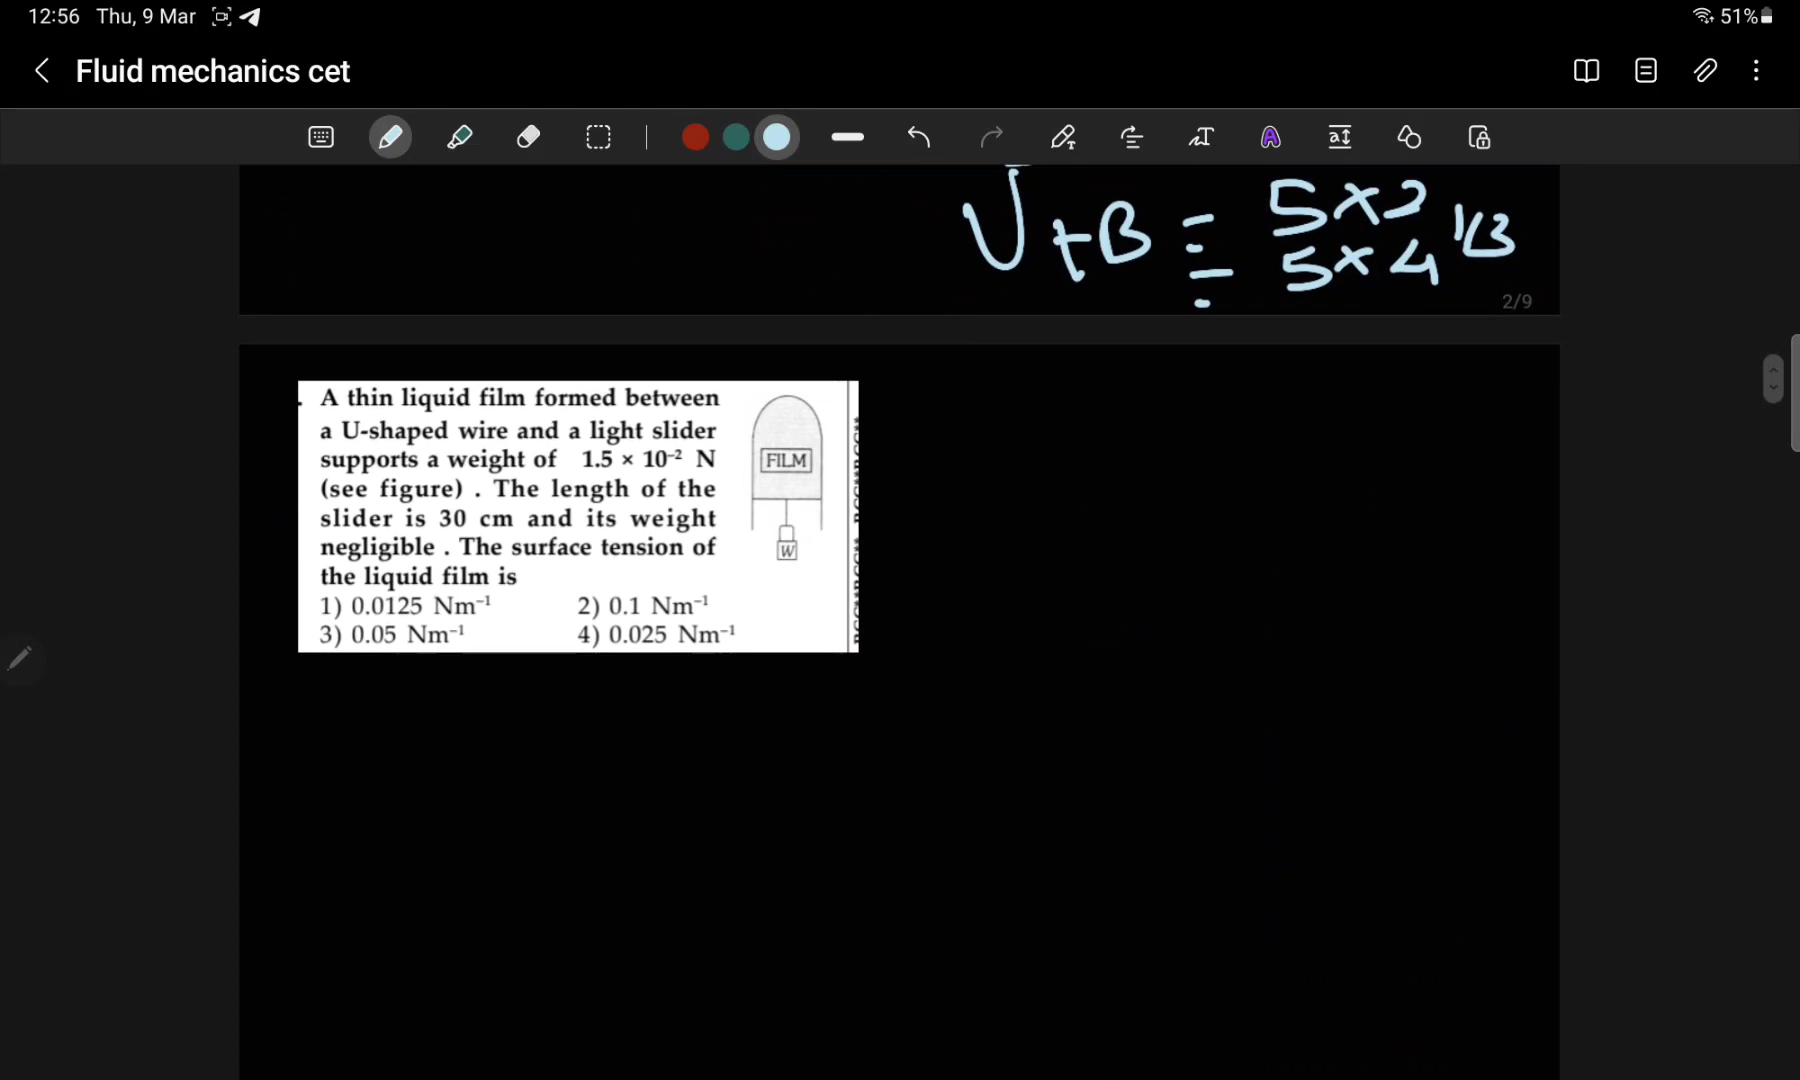 12:56 Thu, 9 Mar
51%
Fluid mechanics cet
U+B = 5×2
5×4 1/3
2/9
. A thin liquid film formed between
a U-shaped wire and a light slider
supports a weight of 1.5 × 10⁻² N
(see figure) . The length of the
slider is 30 cm and its weight
negligible . The surface tension of
the liquid film is
1) 0.0125 Nm⁻¹ 2) 0.1 Nm⁻¹
3) 0.05 Nm⁻¹ 4) 0.025 Nm⁻¹
FILM
W